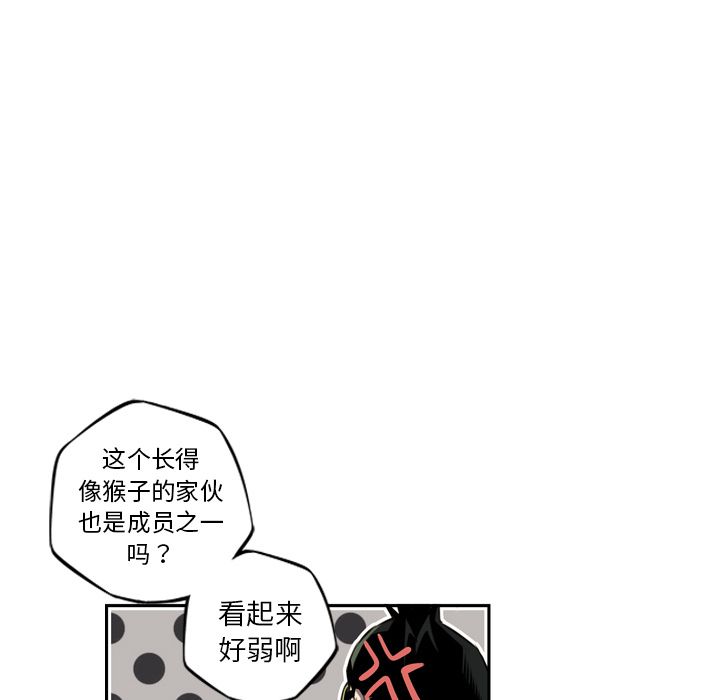 这个长得
像猴子的家伙
也是成员之一
吗？
看起来
好弱啊